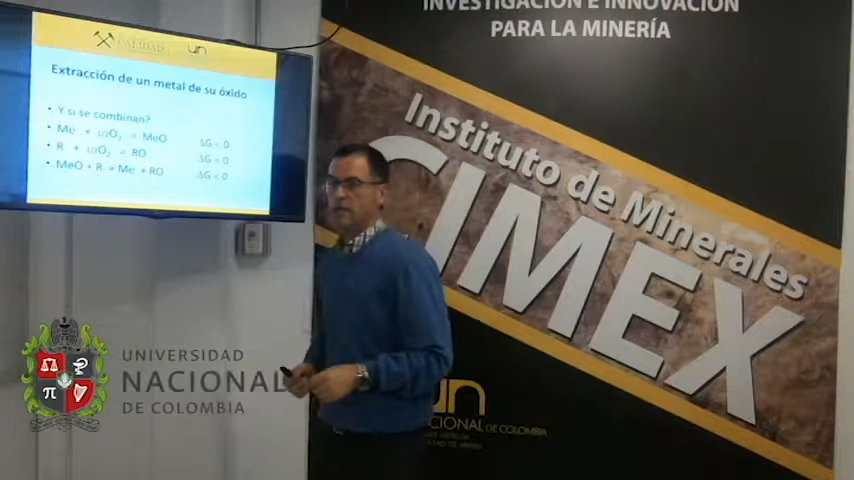 CALIDAD
un
Extracción de un metal de su óxido
• Y si se combinan?
• Me + 1/2O2 = MeO ΔG < 0
• R + 1/2O2 = RO ΔG < 0
• MeO + R = Me + RO ΔG < 0
INVESTIGACIÓN E INNOVACIÓN
PARA LA MINERÍA
Instituto de Minerales
CIMEX
UNIVERSIDAD
NACIONAL
DE COLOMBIA
un
NACIONAL DE COLOMBIA